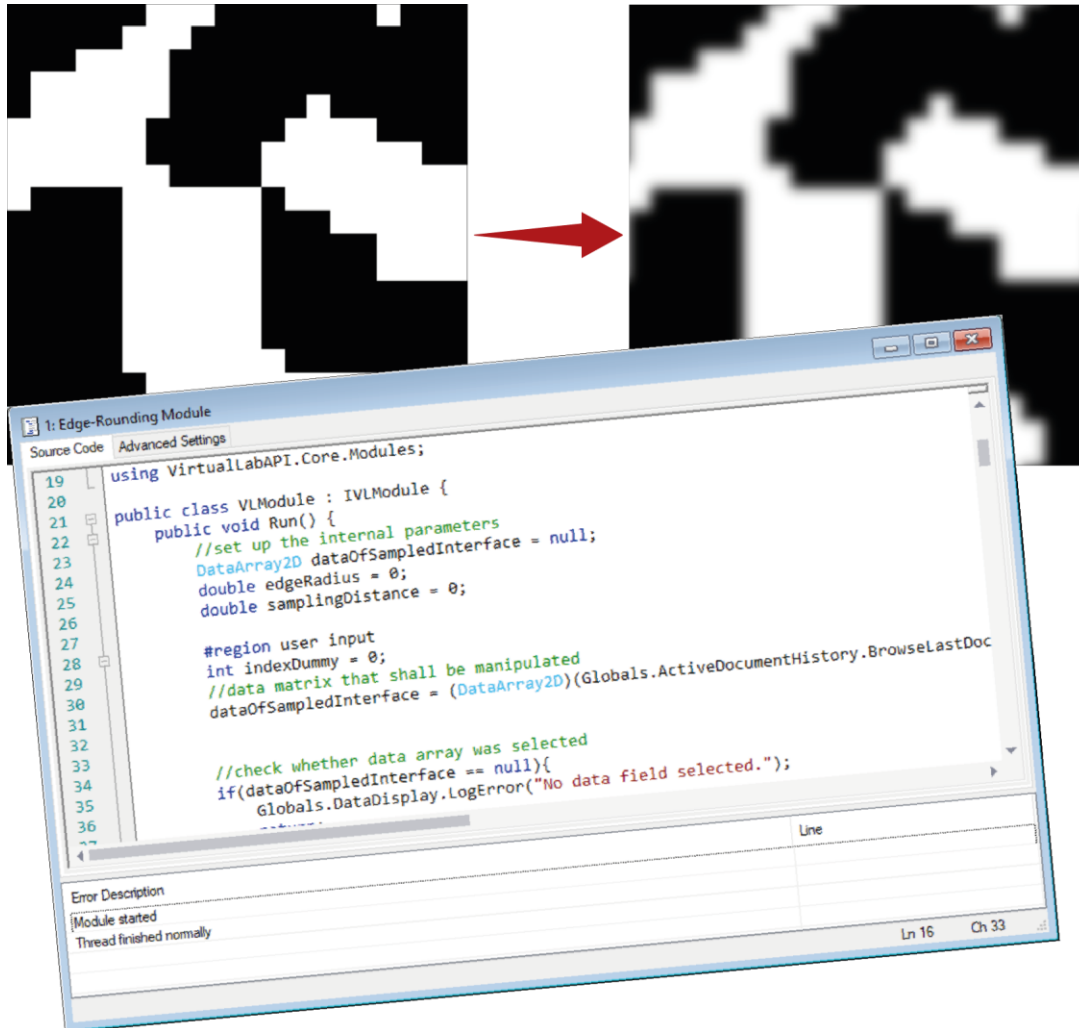 1: Edge-Rounding Module
Source Code Advanced Settings
19 using VirtualLabAPI.Core.Modules;
20
21 public class VLModule : IVLModule {
22 public void Run() {
23 //set up the internal parameters
24 DataArray2D dataOfSampledInterface = null;
25 double edgeRadius = 0;
26 double samplingDistance = 0;
27
28 #region user input
29 int indexDummy = 0;
30 //data matrix that shall be manipulated
31 dataOfSampledInterface = (DataArray2D)(Globals.ActiveDocumentHistory.BrowseLastDoc
32
33
34 //check whether data array was selected
35 if(dataOfSampledInterface == null){
36 Globals.DataDisplay.LogError("No data field selected.");
Error Description Line
Module started
Thread finished normally
Ln 16 Ch 33